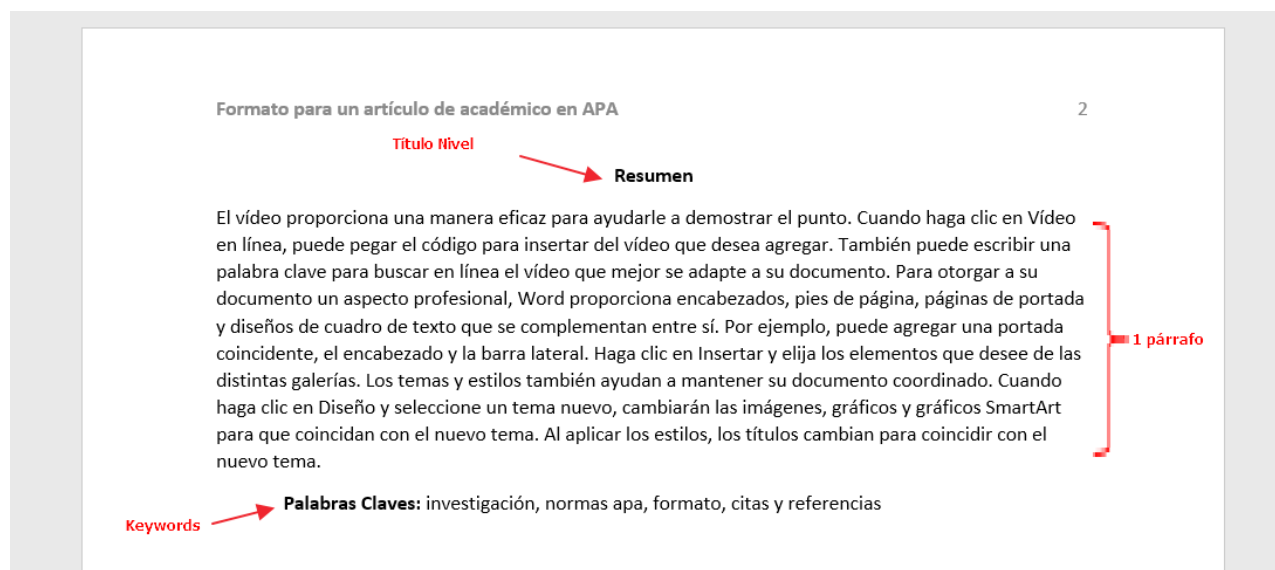 Formato para un artículo de académico en APA 2
Título Nivel
Resumen
El vídeo proporciona una manera eficaz para ayudarle a demostrar el punto. Cuando haga clic en Vídeo
en línea, puede pegar el código para insertar del vídeo que desea agregar. También puede escribir una
palabra clave para buscar en línea el vídeo que mejor se adapte a su documento. Para otorgar a su
documento un aspecto profesional, Word proporciona encabezados, pies de página, páginas de portada
y diseños de cuadro de texto que se complementan entre sí. Por ejemplo, puede agregar una portada
coincidente, el encabezado y la barra lateral. Haga clic en Insertar y elija los elementos que desee de las
distintas galerías. Los temas y estilos también ayudan a mantener su documento coordinado. Cuando
haga clic en Diseño y seleccione un tema nuevo, cambiarán las imágenes, gráficos y gráficos SmartArt
para que coincidan con el nuevo tema. Al aplicar los estilos, los títulos cambian para coincidir con el
nuevo tema.
1 párrafo
Palabras Claves: investigación, normas apa, formato, citas y referencias
Keywords